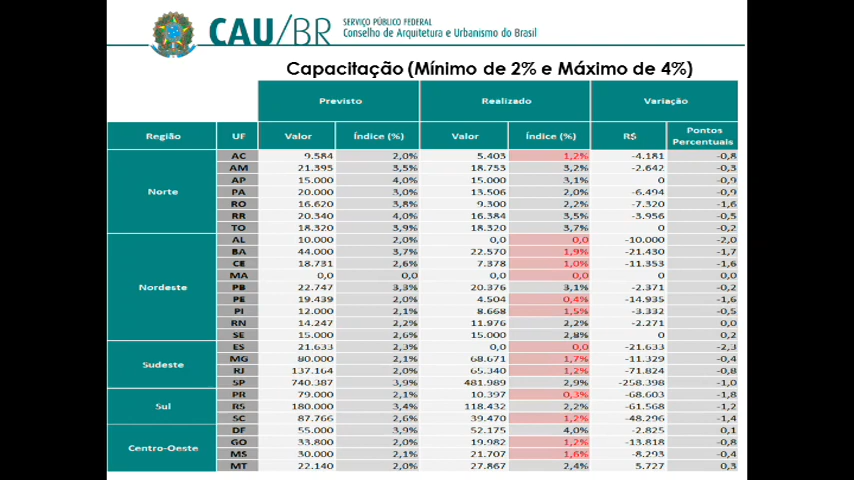 CAU/BR SERVIÇO PÚBLICO FEDERAL
Conselho de Arquitetura e Urbanismo do Brasil
Capacitação (Mínimo de 2% e Máximo de 4%)
Previsto Realizado Variação
Região UF Valor Índice (%) Valor Índice (%) R$ Pontos Percentuais
Norte
AC 9.584 2,0% 5.403 1,2% -4.181 -0,8
AM 21.395 3,5% 18.753 3,2% -2.642 -0,3
AP 15.000 4,0% 15.000 3,1% 0 -0,9
PA 20.000 3,0% 13.506 2,0% -6.494 -0,9
RO 16.620 3,8% 9.300 2,2% -7.320 -1,6
RR 20.340 4,0% 16.384 3,5% -3.956 -0,5
TO 18.320 3,9% 18.320 3,7% 0 -0,2
Nordeste
AL 10.000 2,0% 0,0 0,0 -10.000 -2,0
BA 44.000 3,7% 22.570 1,9% -21.430 -1,7
CE 18.731 2,6% 7.378 1,0% -11.353 -1,6
MA 0,0 0,0 0,0 0,0 0,0 0,0
PB 22.747 3,3% 20.376 3,1% -2.371 -0,2
PE 19.439 2,0% 4.504 0,4% -14.935 -1,6
PI 12.000 2,1% 8.668 1,5% -3.332 -0,5
RN 14.247 2,2% 11.976 2,2% -2.271 0,0
SE 15.000 2,6% 15.000 2,8% 0 0,2
Sudeste
ES 21.633 2,3% 0,0 0,0 -21.633 -2,3
MG 80.000 2,1% 68.671 1,7% -11.329 -0,4
RJ 137.164 2,0% 65.340 1,2% -71.824 -0,8
SP 740.387 3,9% 481.989 2,9% -258.398 -1,0
Sul
PR 79.000 2,1% 10.397 0,3% -68.603 -1,8
RS 180.000 3,4% 118.432 2,2% -61.568 -1,2
SC 87.766 2,6% 39.470 1,2% -48.296 -1,4
Centro-Oeste
DF 55.000 3,9% 52.175 4,0% -2.825 0,1
GO 33.800 2,0% 19.982 1,2% -13.818 -0,8
MS 30.000 2,1% 21.707 1,6% -8.293 -0,4
MT 22.140 2,0% 27.867 2,4% 5.727 0,3